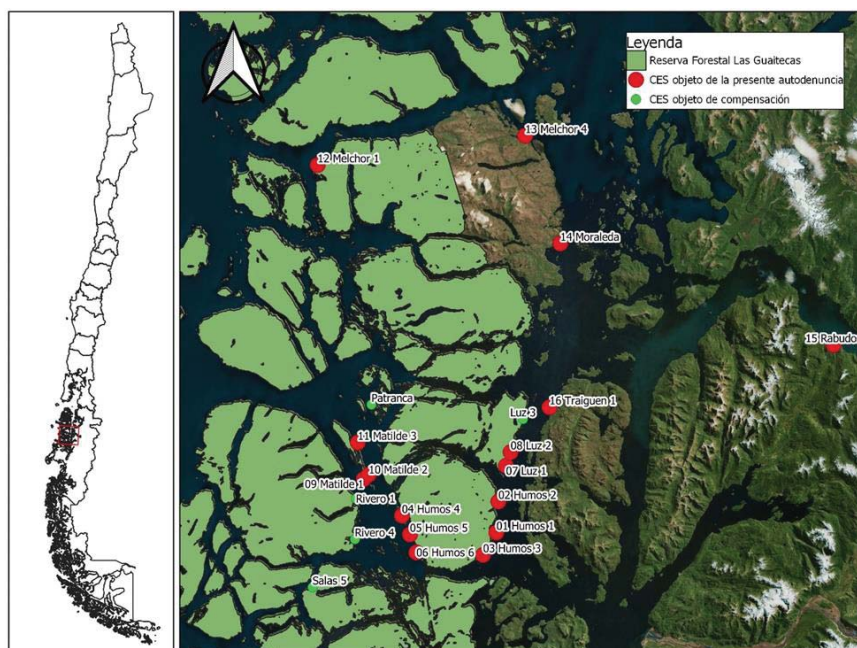 Leyenda
Reserva Forestal Las Guaitecas
CES objeto de la presente autodenuncia
CES objeto de compensación
13 Melchor 4
12 Melchor 1
14 Moraleda
15 Rabudo
Patranca
16 Traiguen 1
Luz 3
11 Matilde 3
08 Luz 2
10 Matilde 2
07 Luz 1
09 Matilde 1
Rivero 1
02 Humos 2
04 Humos 4
05 Humos 5
01 Humos 1
Rivero 4
06 Humos 6
03 Humos 3
Salas 5